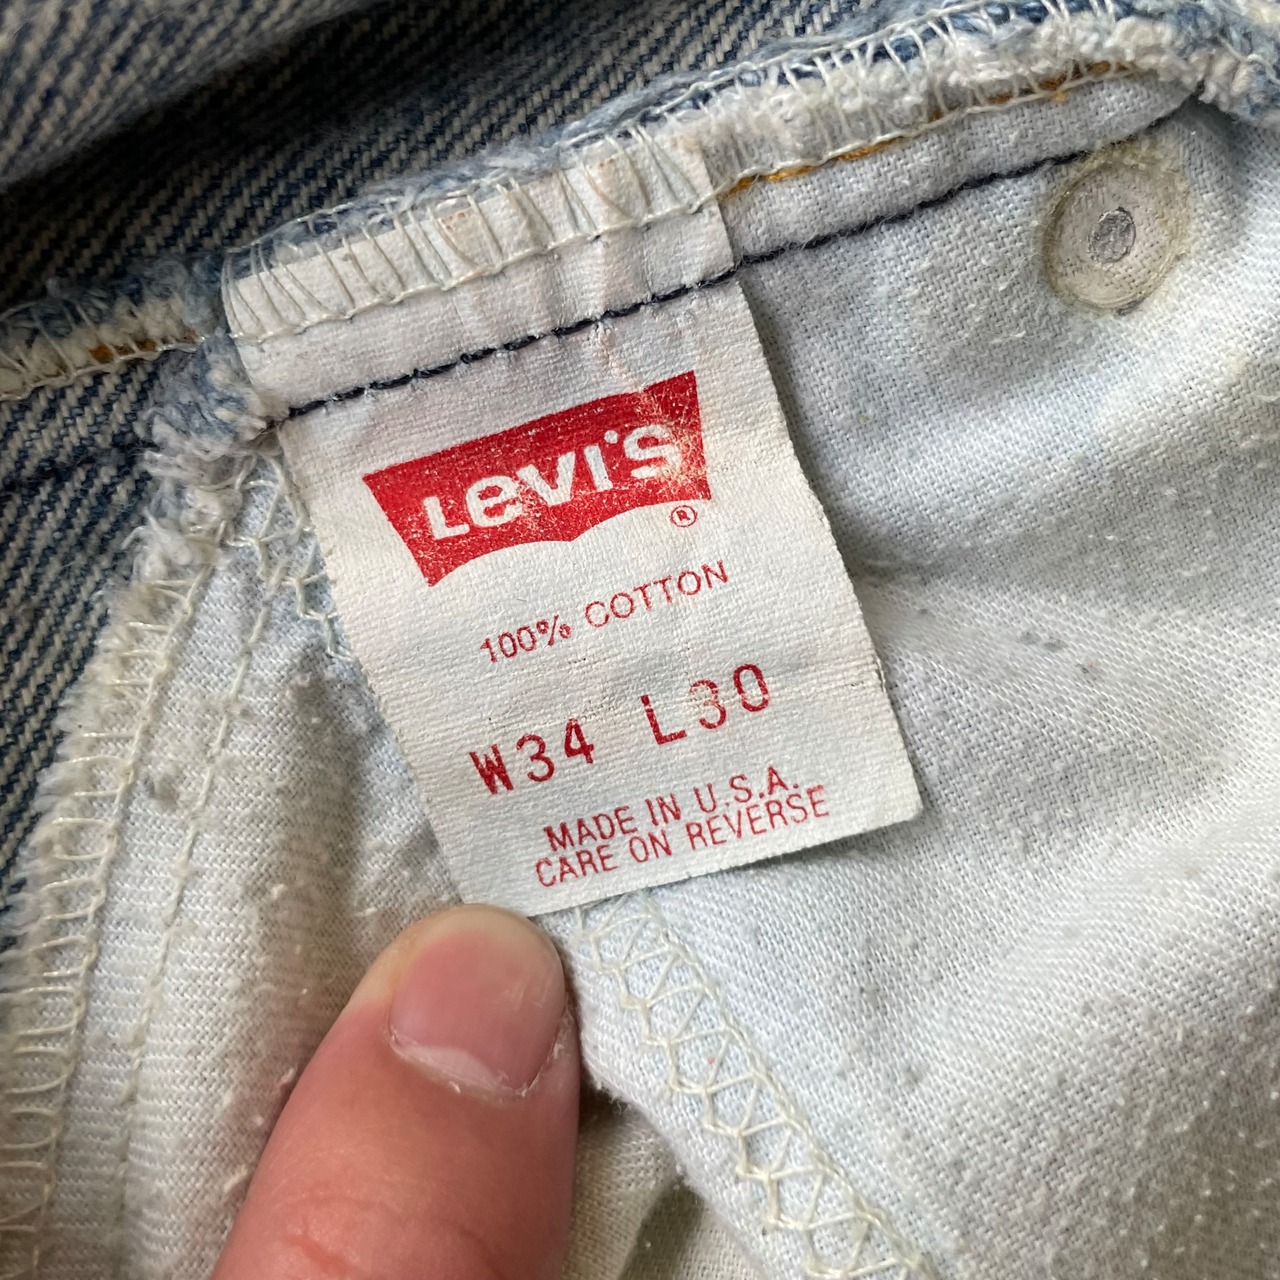 Levi's ®
100% COTTON
W34 L30
MADE IN U.S.A.
CARE ON REVERSE